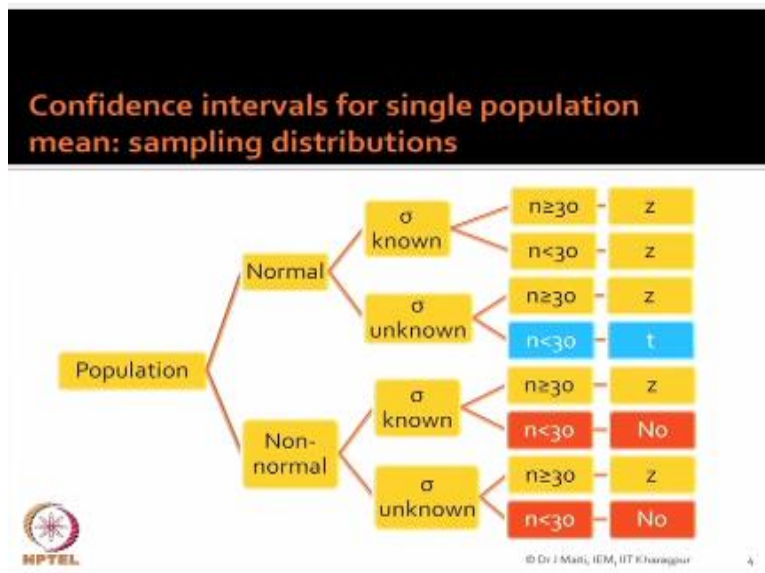 Confidence intervals for single population
mean: sampling distributions
Population
Normal
σ
known
n≥30
z
n<30
z
σ
unknown
n≥30
z
n<30
t
Non-
normal
σ
known
n≥30
z
n<30
No
σ
unknown
n≥30
z
n<30
No
NPTEL
© Dr J Maiti, IEM, IIT Kharagpur
4